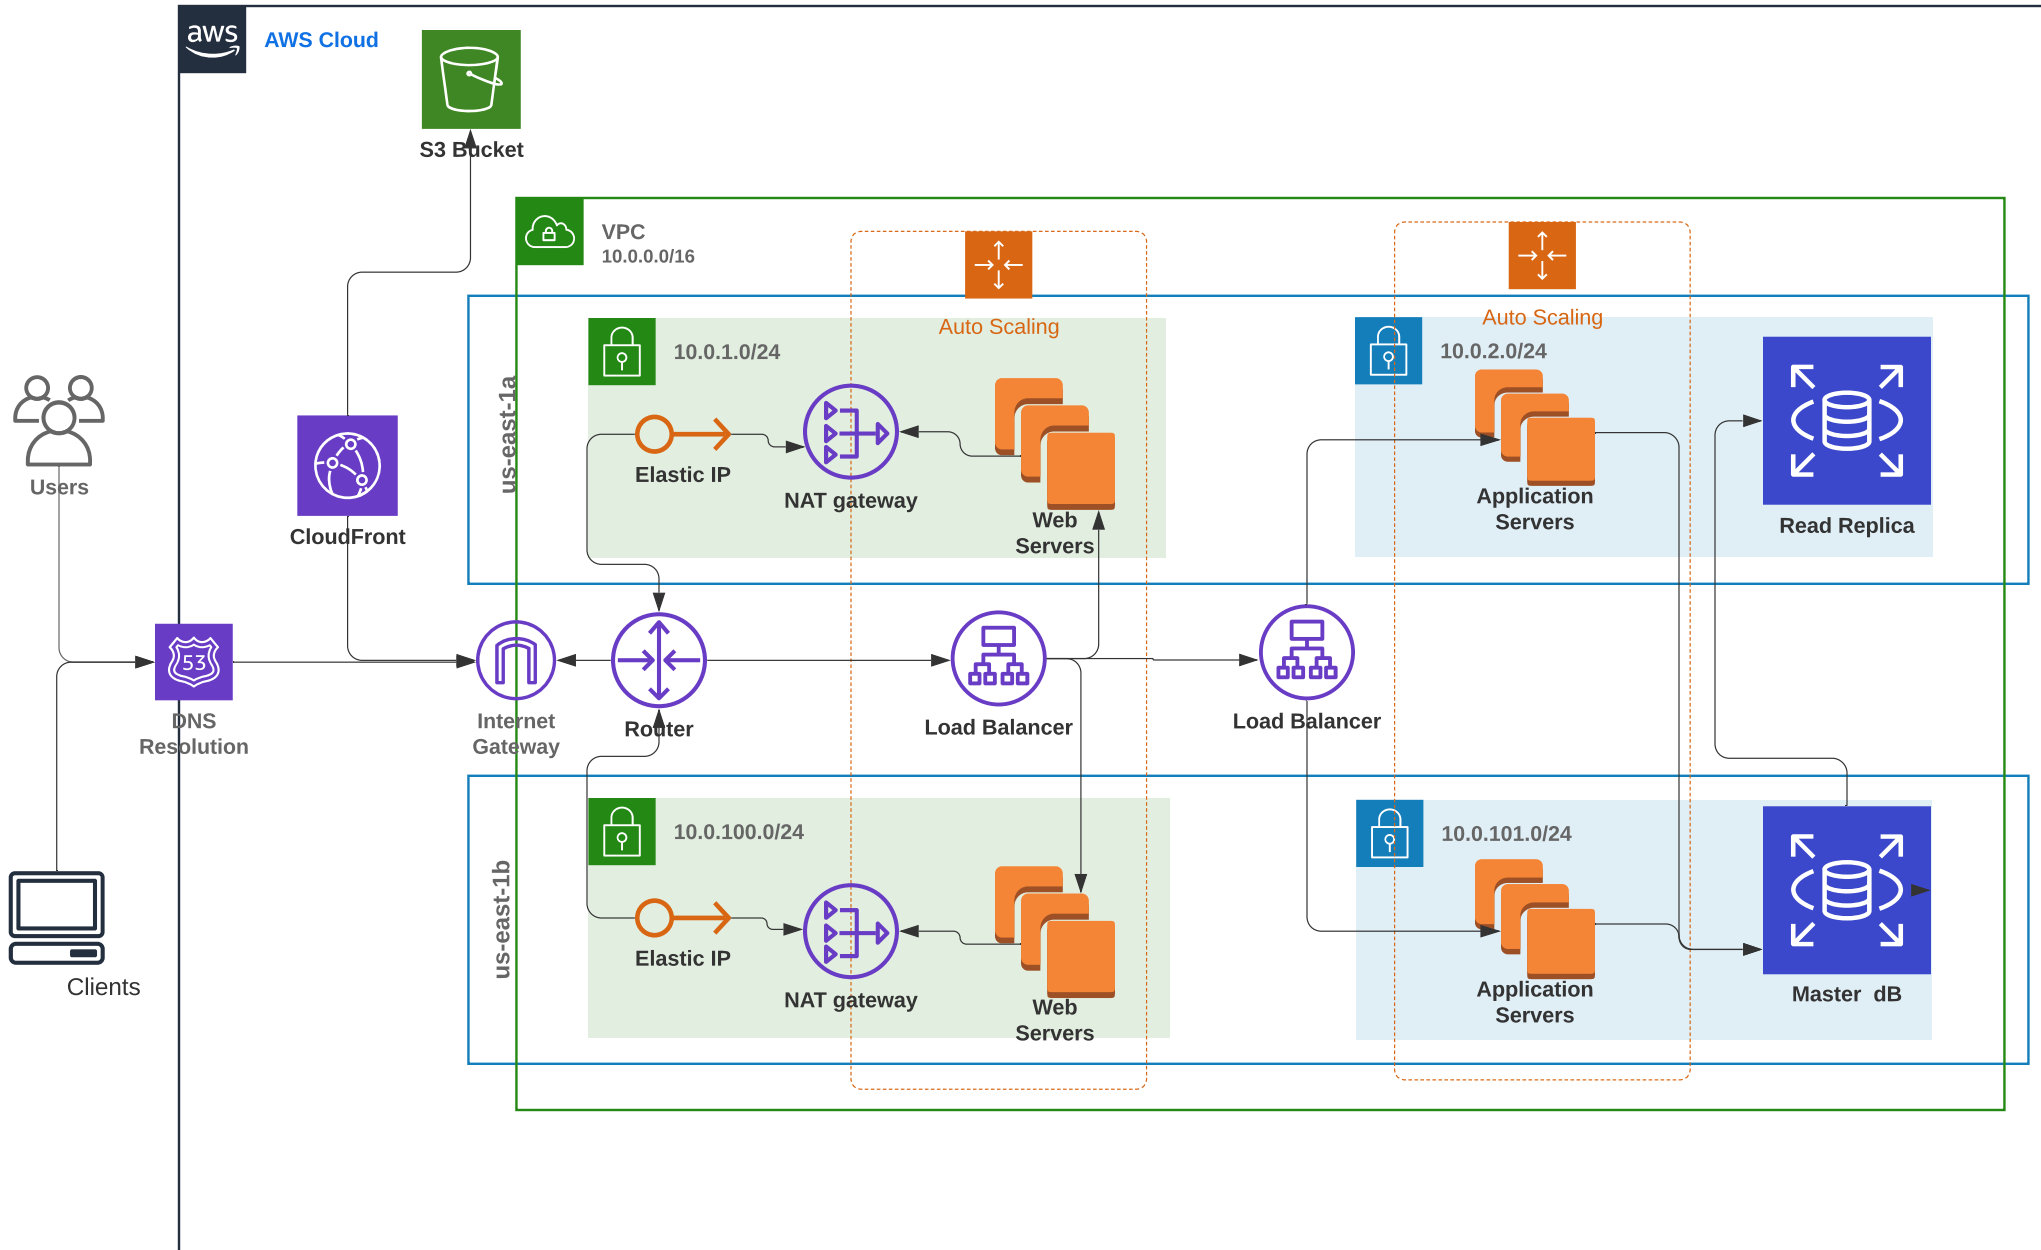 aws
AWS Cloud
S3 Bucket
VPC
10.0.0.0/16
Auto Scaling
Auto Scaling
us-east-1a
10.0.1.0/24
10.0.2.0/24
Elastic IP
NAT gateway
Web
Servers
Application
Servers
Read Replica
Users
CloudFront
53
DNS
Resolution
Internet
Gateway
Router
Load Balancer
Load Balancer
us-east-1b
10.0.100.0/24
10.0.101.0/24
Elastic IP
NAT gateway
Web
Servers
Application
Servers
Master  dB
Clients